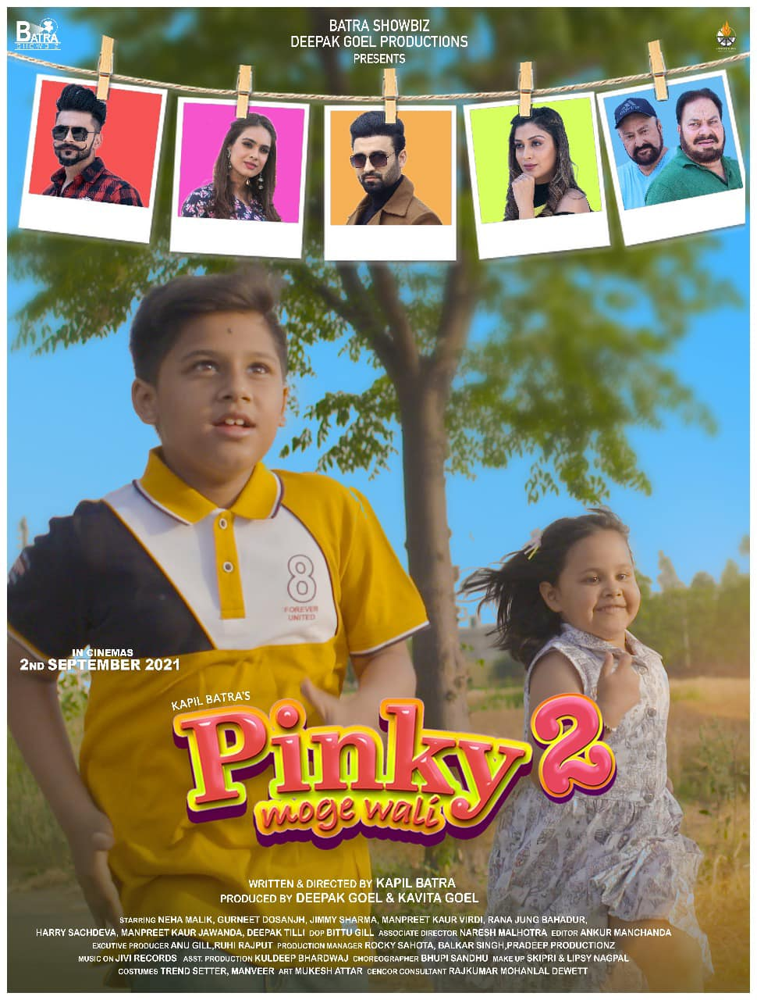 BATRA
SHOWBIZ
BATRA SHOWBIZ
DEEPAK GOEL PRODUCTIONS
PRESENTS
8
FOREVER
UNITED
IN CINEMAS
2ND SEPTEMBER 2021
KAPIL BATRA'S
Pinky 2
moge wali
WRITTEN & DIRECTED BY KAPIL BATRA
PRODUCED BY DEEPAK GOEL & KAVITA GOEL
STARRING NEHA MALIK, GURNEET DOSANJH, JIMMY SHARMA, MANPREET KAUR VIRDI, RANA JUNG BAHADUR,
HARRY SACHDEVA, MANPREET KAUR JAWANDA, DEEPAK TILLI DOP BITTU GILL ASSOCIATE DIRECTOR NARESH MALHOTRA EDITOR ANKUR MANCHANDA
EXCUTIVE PRODUCER ANU GILL,RUHI RAJPUT PRODUCTION MANAGER ROCKY SAHOTA, BALKAR SINGH,PRADEEP PRODUCTIONZ
MUSIC ON JIVI RECORDS ASST. PRODUCTION KULDEEP BHARDWAJ CHOREOGRAPHER BHUPI SANDHU MAKE UP SKIPRI & LIPSY NAGPAL
COSTUMES TREND SETTER, MANVEER ART MUKESH ATTAR CENCOR CONSULTANT RAJKUMAR MOHANLAL DEWETT